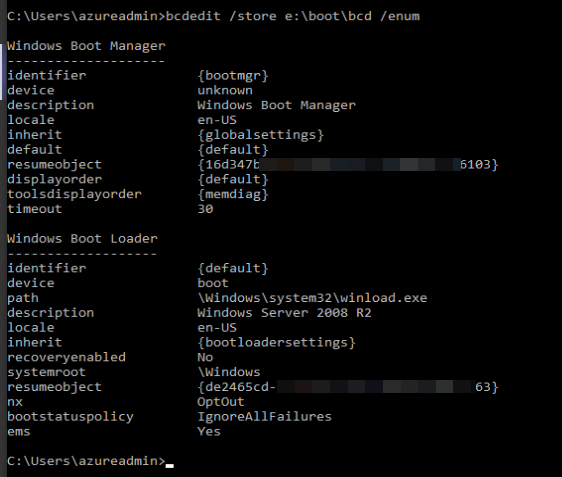 C:\Users\azureadmin>bcdedit /store e:\boot\bcd /enum
Windows Boot Manager
--------------------
identifier {bootmgr}
device unknown
description Windows Boot Manager
locale en-US
inherit {globalsettings}
default {default}
resumeobject {16d347b 6103}
displayorder {default}
toolsdisplayorder {memdiag}
timeout 30
Windows Boot Loader
-------------------
identifier {default}
device boot
path \Windows\system32\winload.exe
description Windows Server 2008 R2
locale en-US
inherit {bootloadersettings}
recoveryenabled No
systemroot \Windows
resumeobject {de2465cd- 63}
nx OptOut
bootstatuspolicy IgnoreAllFailures
ems Yes
C:\Users\azureadmin>